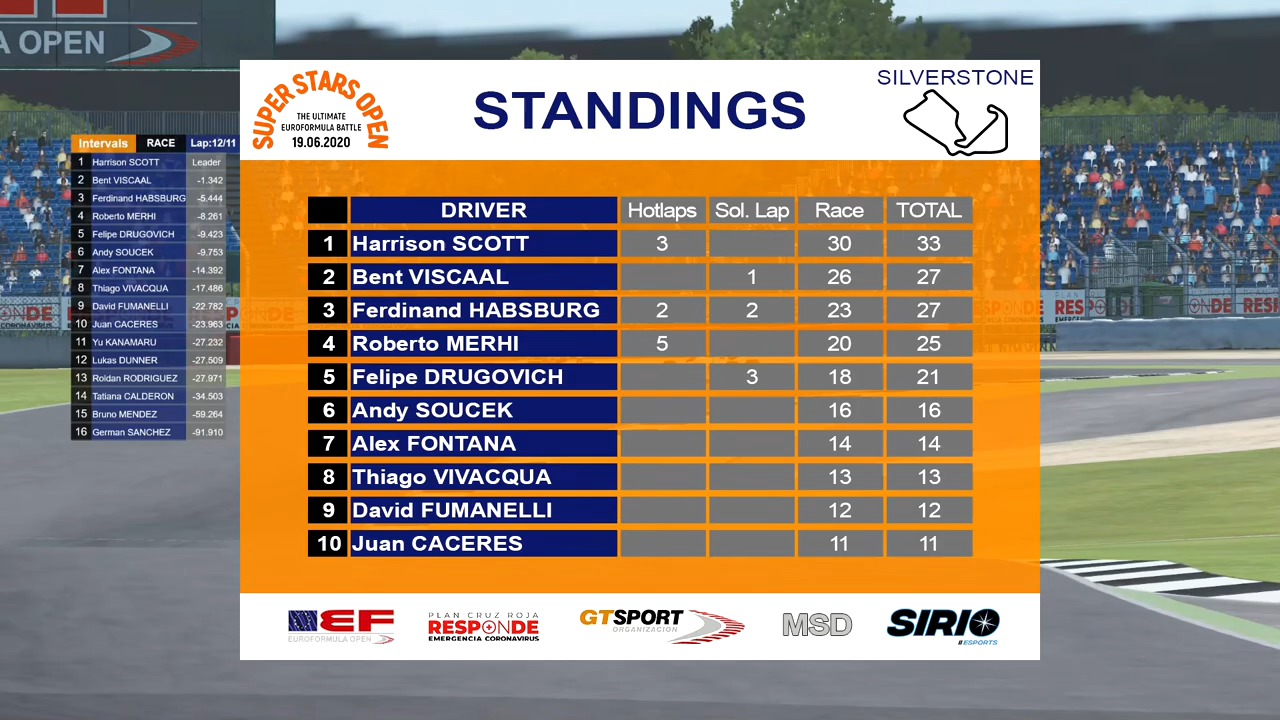 A OPEN
SUPER STARS OPEN
THE ULTIMATE
EUROFORMULA BATTLE
19.06.2020
STANDINGS
SILVERSTONE
Intervals RACE Lap:12/11
1 Harrison SCOTT Leader
2 Bent VISCAAL -1.342
3 Ferdinand HABSBURG -5.444
4 Roberto MERHI -8.261
5 Felipe DRUGOVICH -9.423
6 Andy SOUCEK -9.753
7 Alex FONTANA -14.392
8 Thiago VIVACQUA -17.486
9 David FUMANELLI -22.782
10 Juan CACERES -23.963
11 Yu KANAMARU -27.232
12 Lukas DUNNER -27.509
13 Roldan RODRIGUEZ -27.971
14 Tatiana CALDERON -34.503
15 Bruno MENDEZ -59.264
16 German SANCHEZ -91.910
DRIVER Hotlaps Sol. Lap Race TOTAL
1 Harrison SCOTT 3 30 33
2 Bent VISCAAL 1 26 27
3 Ferdinand HABSBURG 2 2 23 27
4 Roberto MERHI 5 20 25
5 Felipe DRUGOVICH 3 18 21
6 Andy SOUCEK 16 16
7 Alex FONTANA 14 14
8 Thiago VIVACQUA 13 13
9 David FUMANELLI 12 12
10 Juan CACERES 11 11
EF
EUROFORMULA OPEN
PLAN CRUZ ROJA
RESPONDE
EMERGENCIA CORONAVIRUS
GTSPORT
ORGANIZACION
MSD
SIRIO
#ESPORTS